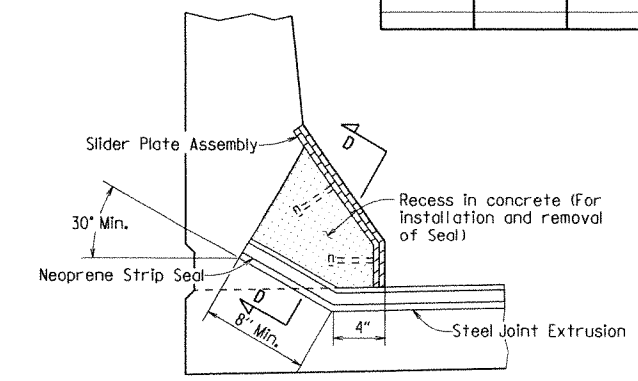 Slider Plate Assembly
D
30° Min.
Recess in concrete (For
installation and removal
of Seal)
Neoprene Strip Seal
D
8" Min.
4"
Steel Joint Extrusion